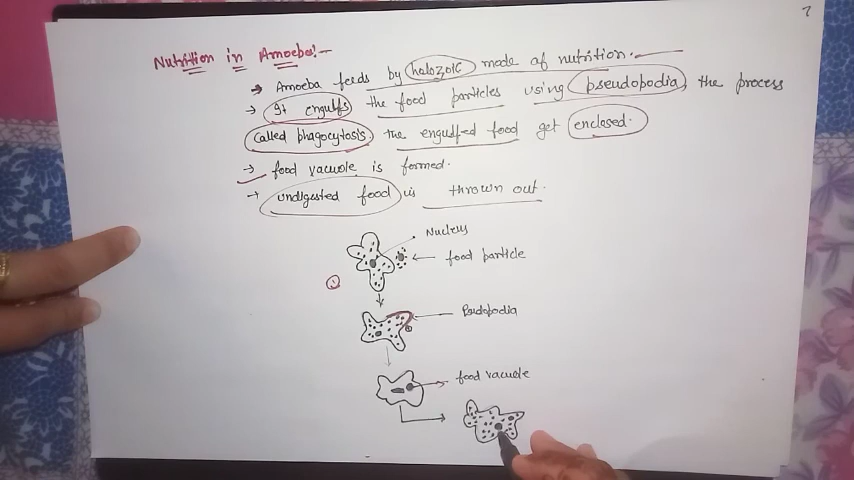 Nutrition in Amoeba:-
→ Amoeba feeds by holozoic mode of nutrition.
→ It engulfs the food particles using pseudopodia, the process
called phagocytosis. the engulfed food get enclosed.
→ food vacuole is formed.
→ undigested food is thrown out.
Nucleus
food particle
①
Psedopodia
food vacuole